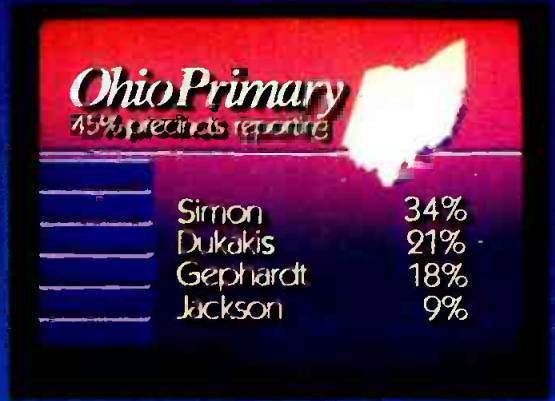 Ohio Primary
45% precincts reporting
Simon 34%
Dukakis 21%
Gephardt 18%
Jackson 9%